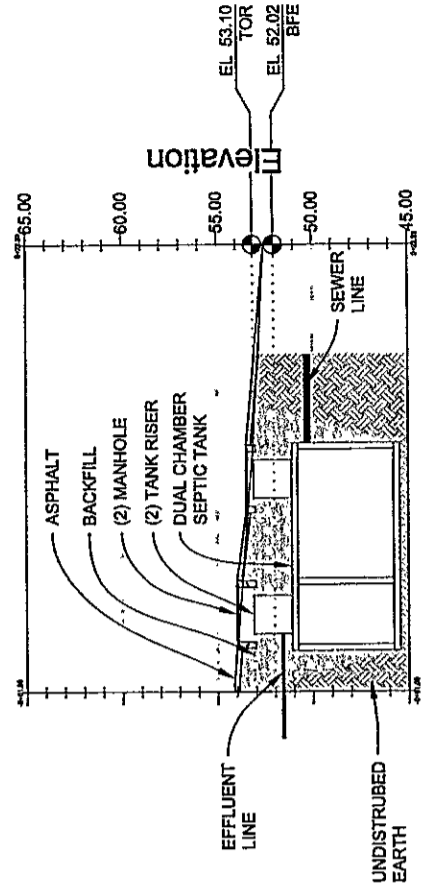 ASPHALT
BACKFILL
(2) MANHOLE
(2) TANK RISER
DUAL CHAMBER
SEPTIC TANK
EFFLUENT
LINE
UNDISTRUBED
EARTH
SEWER
LINE
65.00
60.00
55.00
50.00
45.00
Elevation
EL 53.10
TOR
EL 52.02
BFE